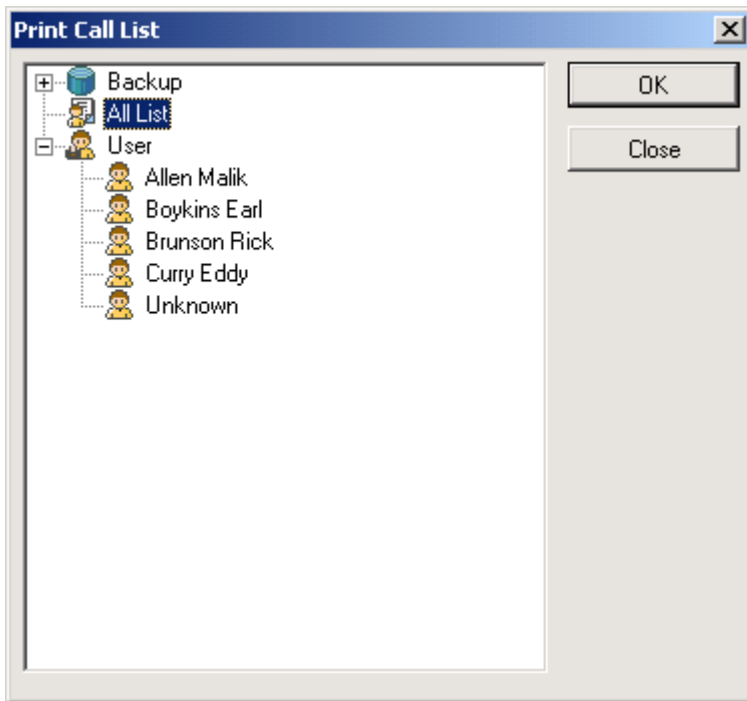 Print Call List
Backup
All List
User
Allen Malik
Boykins Earl
Brunson Rick
Curry Eddy
Unknown
OK
Close